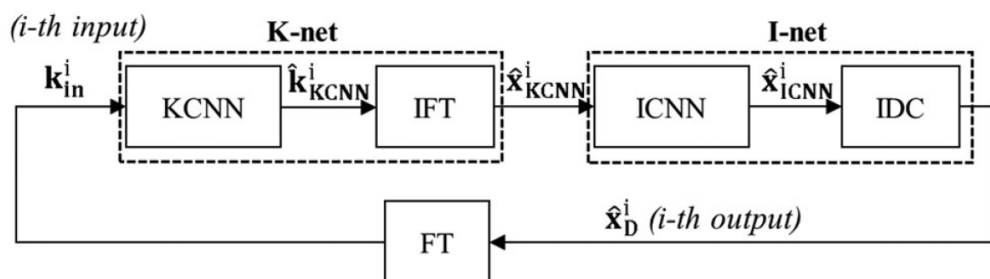 (i-th input)
K-net
I-net
k_in^i
KCNN
k̂_KCNN^i
IFT
x̂_KCNN^i
ICNN
x̂_ICNN^i
IDC
FT
x̂_D^i (i-th output)